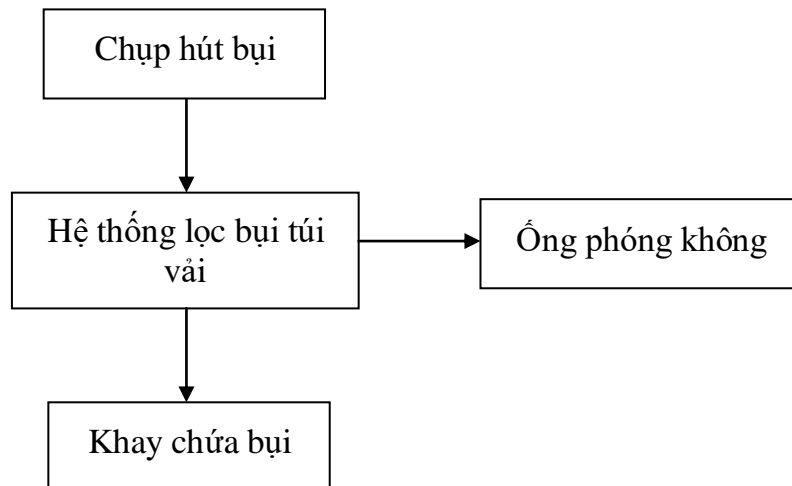 Chụp hút bụi
Hệ thống lọc bụi túi
vải
Ống phóng không
Khay chứa bụi